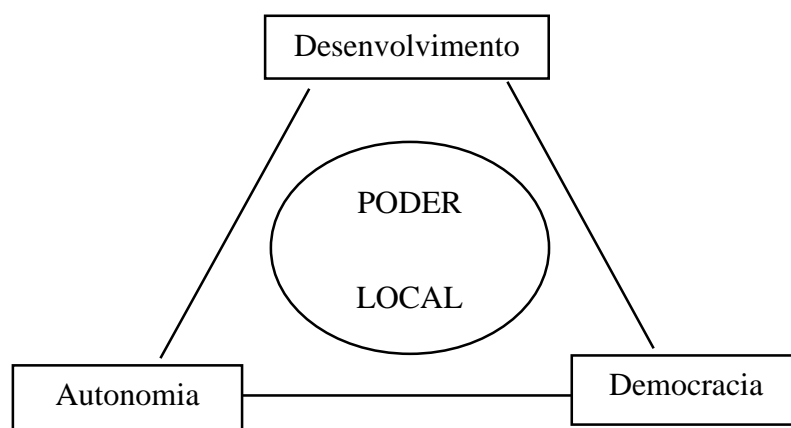 Desenvolvimento
PODER
LOCAL
Autonomia
Democracia